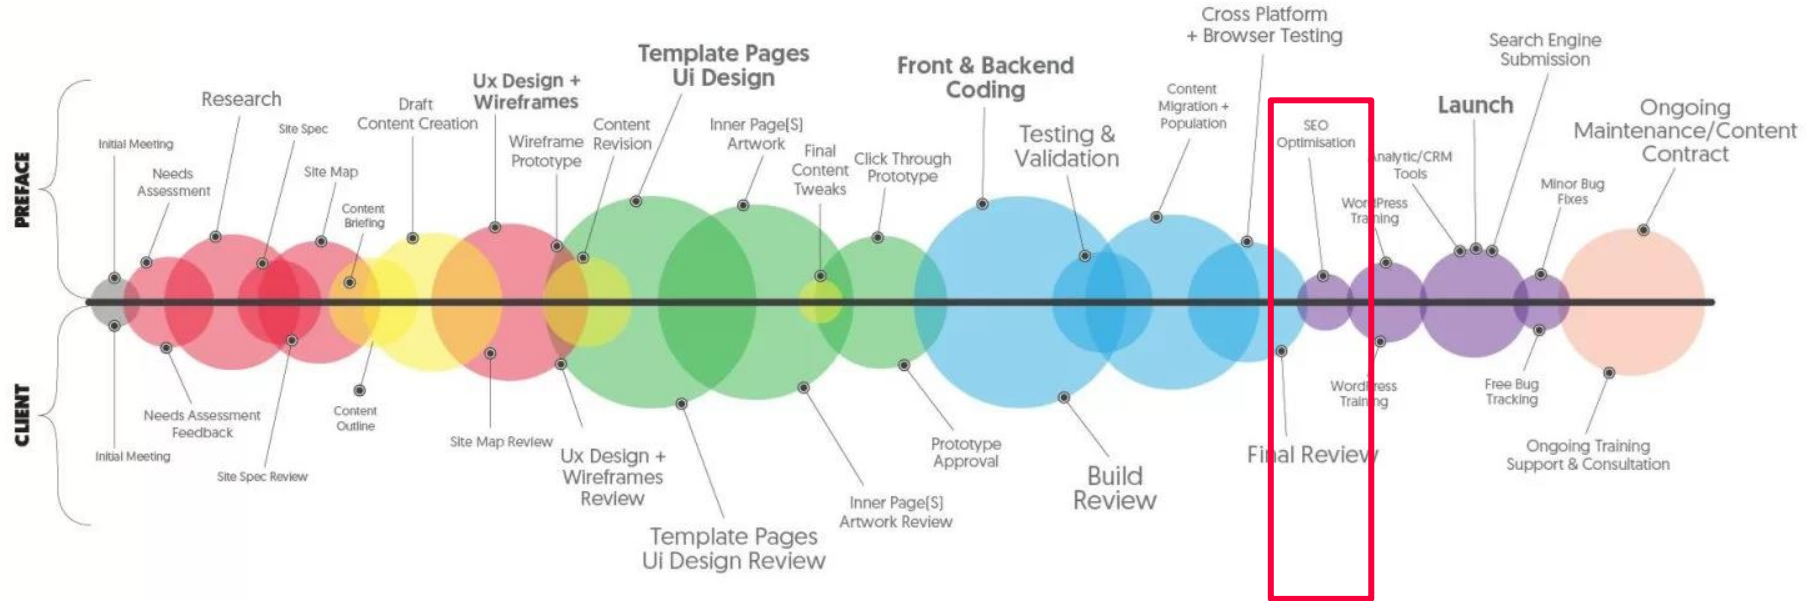 PREFACE
Initial Meeting
Needs
Assessment
Research
Site Spec
Site Map
Content
Briefing
Draft
Content Creation
Ux Design +
Wireframes
Wireframe
Prototype
Content
Revision
Template Pages
Ui Design
Inner Page[S]
Artwork
Final
Content
Tweaks
Click Through
Prototype
Front & Backend
Coding
Testing &
Validation
Content
Migration +
Population
Cross Platform
+ Browser Testing
SEO
Optimisation
WordPress
Training
Analytic/CRM
Tools
Launch
Search Engine
Submission
Minor Bug
Fixes
Ongoing
Maintenance/Content
Contract
CLIENT
Initial Meeting
Needs Assessment
Feedback
Site Spec Review
Content
Outline
Site Map Review
Ux Design +
Wireframes
Review
Template Pages
Ui Design Review
Inner Page[S]
Artwork Review
Prototype
Approval
Build
Review
Final Review
WordPress
Training
Free Bug
Tracking
Ongoing Training
Support & Consultation